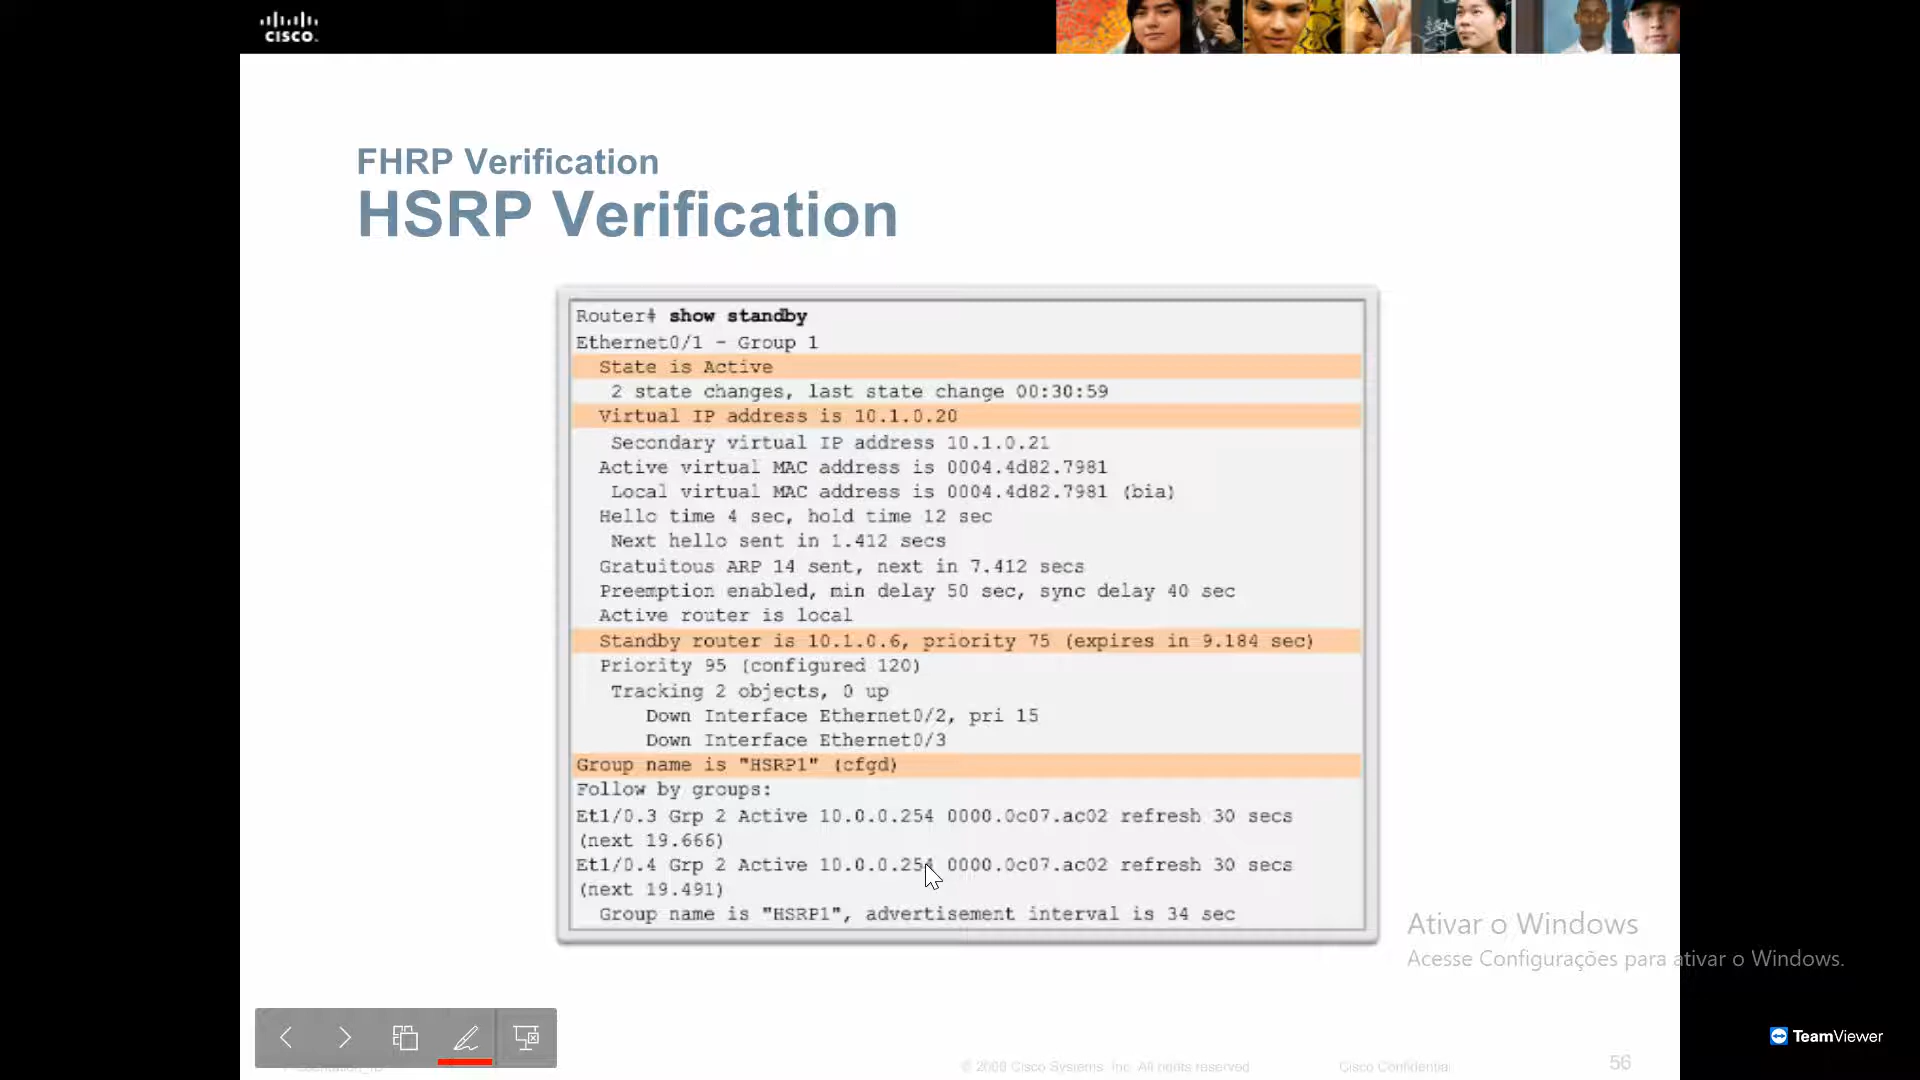 CISCO.
FHRP Verification
HSRP Verification
Router# show standby
Ethernet0/1 - Group 1
State is Active
2 state changes, last state change 00:30:59
Virtual IP address is 10.1.0.20
Secondary virtual IP address 10.1.0.21
Active virtual MAC address is 0004.4d82.7981
Local virtual MAC address is 0004.4d82.7981 (bia)
Hello time 4 sec, hold time 12 sec
Next hello sent in 1.412 secs
Gratuitous ARP 14 sent, next in 7.412 secs
Preemption enabled, min delay 50 sec, sync delay 40 sec
Active router is local
Standby router is 10.1.0.6, priority 75 (expires in 9.184 sec)
Priority 95 (configured 120)
Tracking 2 objects, 0 up
Down Interface Ethernet0/2, pri 15
Down Interface Ethernet0/3
Group name is "HSRP1" (cfgd)
Follow by groups:
Et1/0.3 Grp 2 Active 10.0.0.254 0000.0c07.ac02 refresh 30 secs
(next 19.666)
Et1/0.4 Grp 2 Active 10.0.0.254 0000.0c07.ac02 refresh 30 secs
(next 19.491)
Group name is "HSRP1", advertisement interval is 34 sec
Ativar o Windows
Acesse Configurações para ativar o Windows.
TeamViewer
© 2009 Cisco Systems, Inc. All rights reserved
Cisco Confidential
56